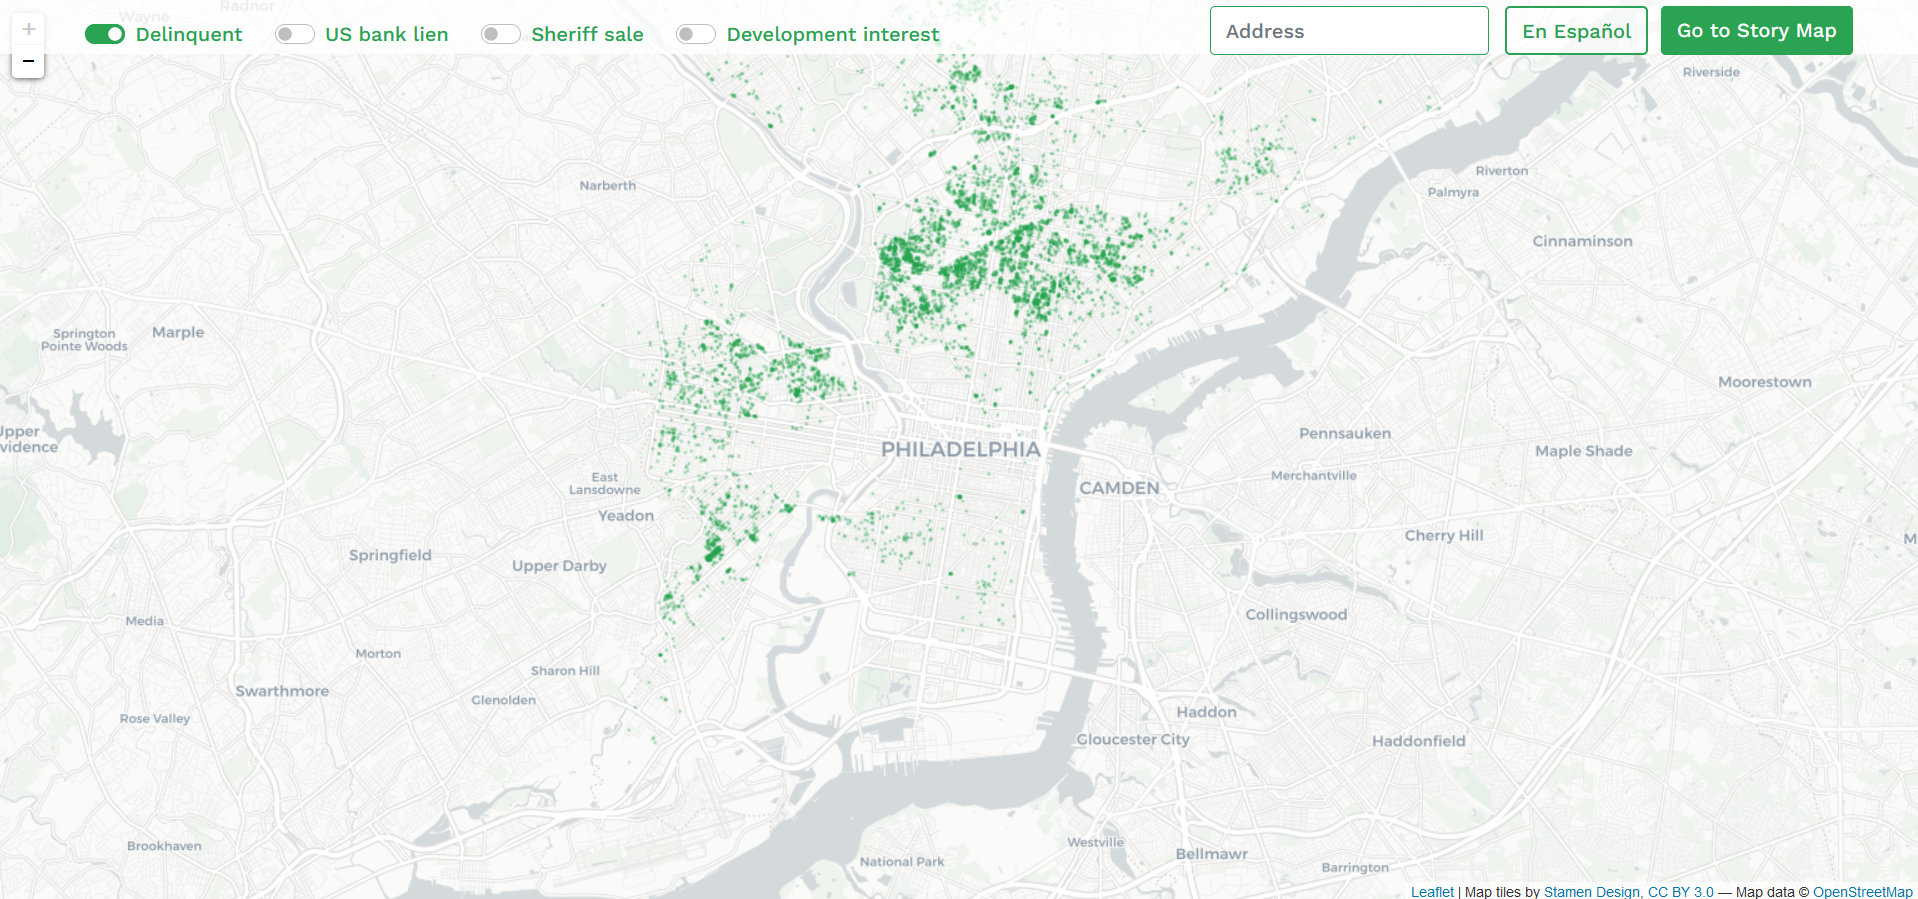 Wayne
Radnor
+
−
Delinquent
US bank lien
Sheriff sale
Development interest
Address
En Español
Go to Story Map
Riverside
Narberth
Riverton
Palmyra
Cinnaminson
Springton
Pointe Woods
Marple
Moorestown
Upper
vidence
PHILADELPHIA
Pennsauken
Maple Shade
East
Lansdowne
Merchantville
CAMDEN
Yeadon
Cherry Hill
M
Springfield
Upper Darby
Media
Collingswood
Morton
Sharon Hill
Swarthmore
Glenolden
Haddon
Rose Valley
Gloucester City
Haddonfield
Brookhaven
Westville
National Park
Bellmawr
Barrington
Leaflet | Map tiles by Stamen Design, CC BY 3.0 — Map data © OpenStreetMap